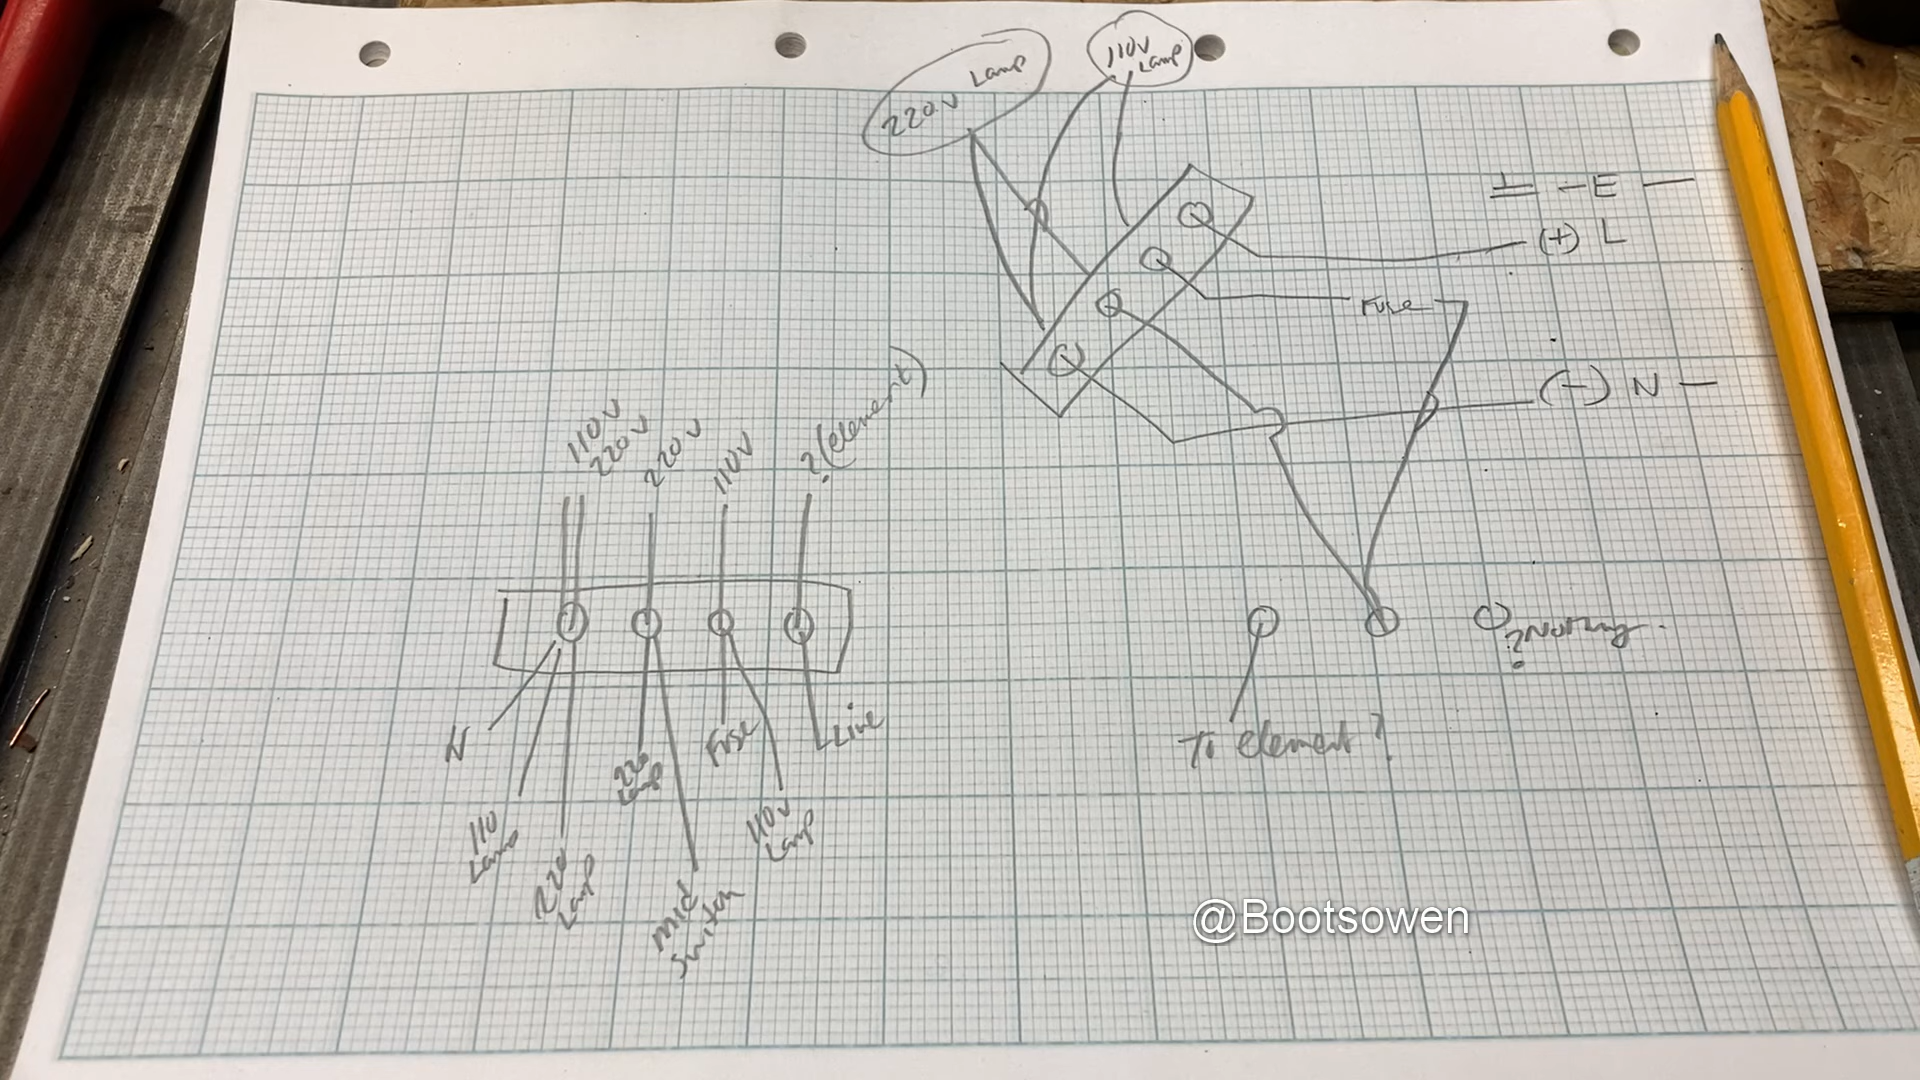 220V Lamp
110V
Lamp
E
(+) L
Fuse
(-) N
110V
220V
220V
110V
? (element)
N
110
Lamp
220
Lamp
220
Lamp
mid
switch
Fuse
110V
Lamp
Live
To element?
?
@Bootsowen